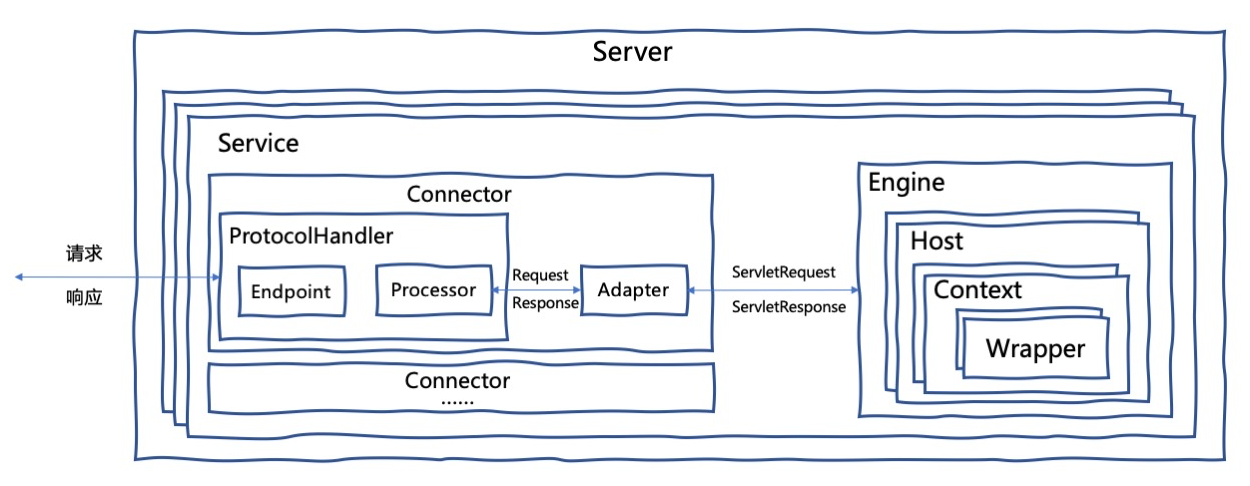 Server
Service
Connector
ProtocolHandler
Endpoint
Processor
Request
Response
Adapter
ServletRequest
ServletResponse
请求
响应
Connector
......
Engine
Host
Context
Wrapper